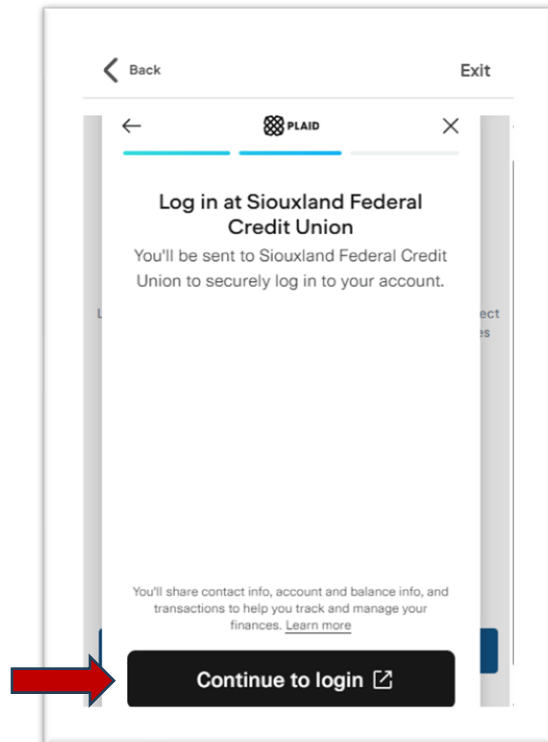 Back
Exit
PLAID
Log in at Siouxland Federal
Credit Union
You'll be sent to Siouxland Federal Credit
Union to securely log in to your account.
L
ect
es
You'll share contact info, account and balance info, and
transactions to help you track and manage your
finances. Learn more
Continue to login